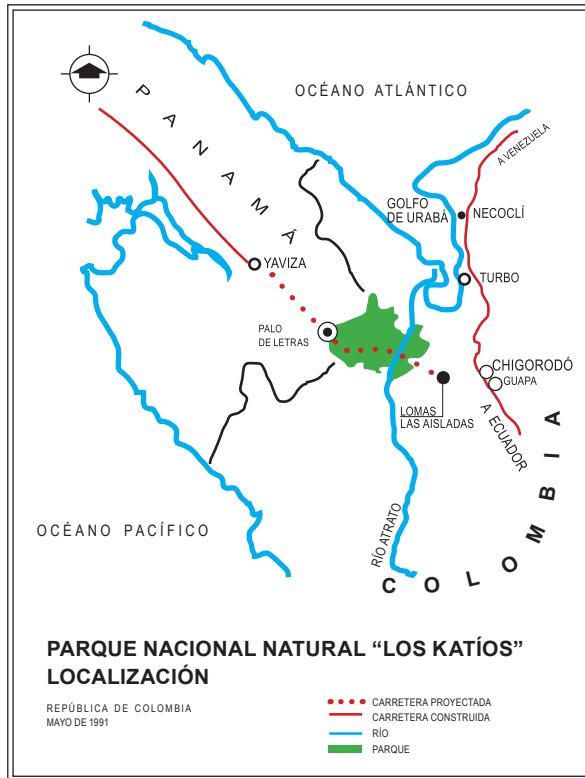 PANAMÁ
OCÉANO ATLÁNTICO
A VENEZUELA
GOLFO
DE URABÁ
NECOCLÍ
YAVIZA
TURBO
PALO
DE LETRAS
CHIGORODÓ
GUAPA
LOMAS
LAS AISLADAS
A ECUADOR
COLOMBIA
OCÉANO PACÍFICO
RÍO ATRATO
PARQUE NACIONAL NATURAL “LOS KATÍOS”
LOCALIZACIÓN
REPÚBLICA DE COLOMBIA
MAYO DE 1991
CARRETERA PROYECTADA
CARRETERA CONSTRUIDA
RÍO
PARQUE